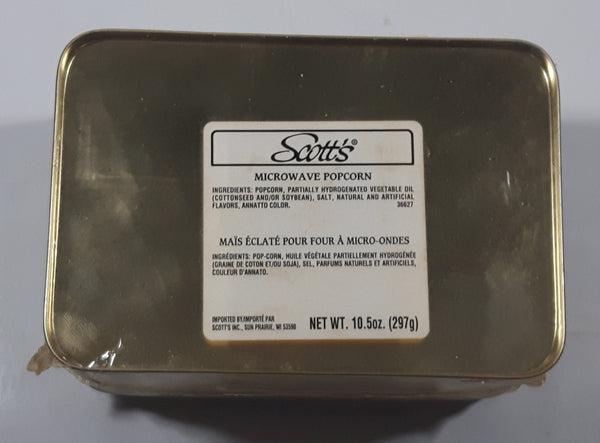 Scott's®
MICROWAVE POPCORN
INGREDIENTS: POPCORN, PARTIALLY HYDROGENATED VEGETABLE OIL
(COTTONSEED AND/OR SOYBEAN), SALT, NATURAL AND ARTIFICIAL
FLAVORS, ANNATTO COLOR. 36627
MAÏS ÉCLATÉ POUR FOUR À MICRO-ONDES
INGRÉDIENTS: POP-CORN, HUILE VÉGÉTALE PARTIELLEMENT HYDROGÉNÉE
(GRAINE DE COTON ET/OU SOJA), SEL, PARFUMS NATURELS ET ARTIFICIELS,
COULEUR D'ANNATO.
IMPORTED BY/IMPORTÉ PAR
SCOTT'S INC., SUN PRAIRIE, WI 53590 NET WT. 10.5oz. (297g)